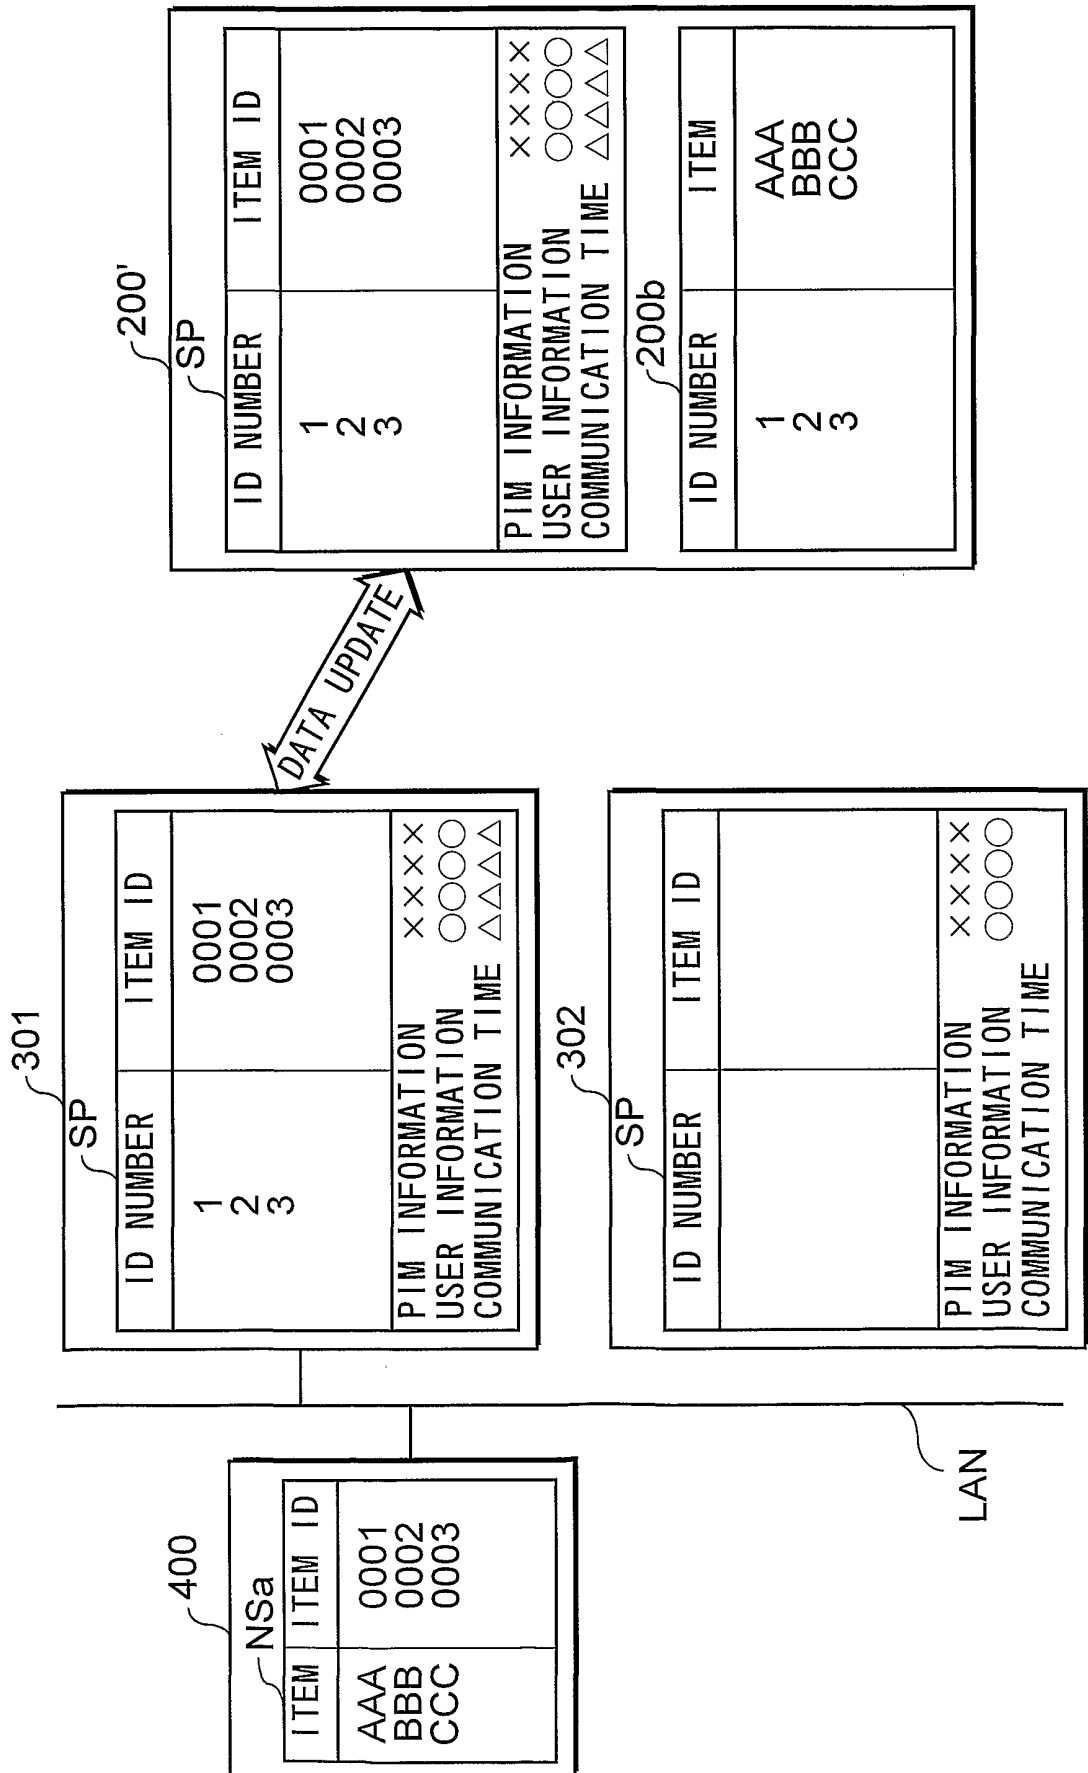 400
NSa
ITEM ITEM ID
AAA 0001
BBB 0002
CCC 0003
LAN
301
SP
ID NUMBER ITEM ID
1 0001
2 0002
3 0003
PIM INFORMATION ××××
USER INFORMATION ○○○○
COMMUNICATION TIME △△△△
302
SP
ID NUMBER ITEM ID
PIM INFORMATION ××××
USER INFORMATION ○○○○
COMMUNICATION TIME
DATA UPDATE
200'
SP
ID NUMBER ITEM ID
1 0001
2 0002
3 0003
PIM INFORMATION ××××
USER INFORMATION ○○○○
COMMUNICATION TIME △△△△
200b
ID NUMBER ITEM
1 AAA
2 BBB
3 CCC